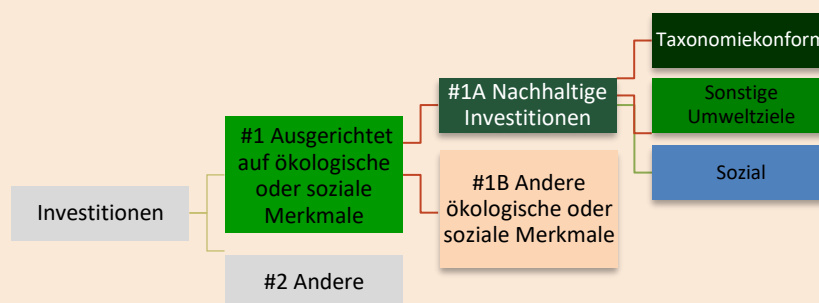 Investitionen
#1 Ausgerichtet
auf ökologische
oder soziale
Merkmale
#2 Andere
#1A Nachhaltige
Investitionen
#1B Andere
ökologische oder
soziale Merkmale
Taxonomiekonform
Sonstige
Umweltziele
Sozial